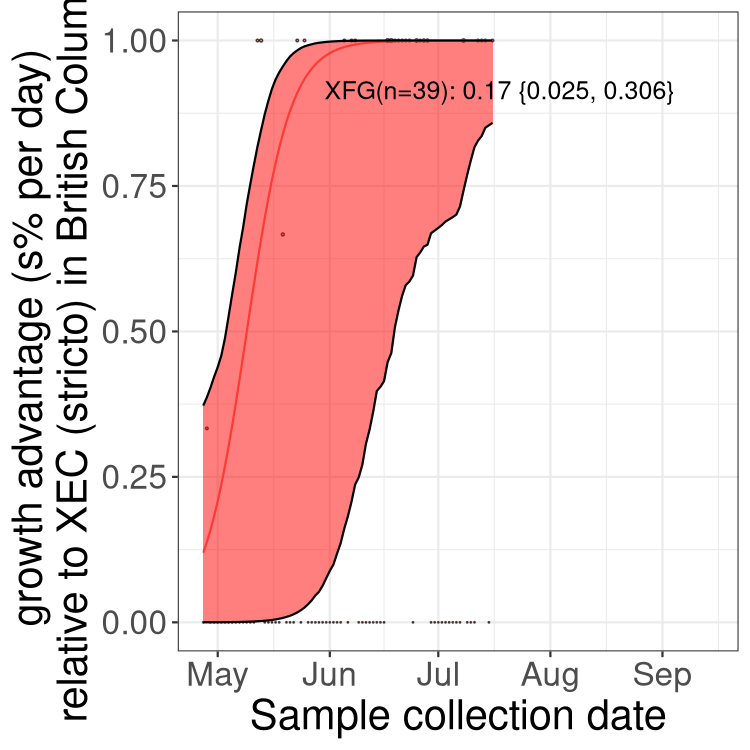 growth advantage (s% per day)
relative to XEC (stricto) in British Colum
1.00
0.75
0.50
0.25
0.00
XFG(n=39): 0.17 {0.025, 0.306}
May Jun Jul Aug Sep
Sample collection date